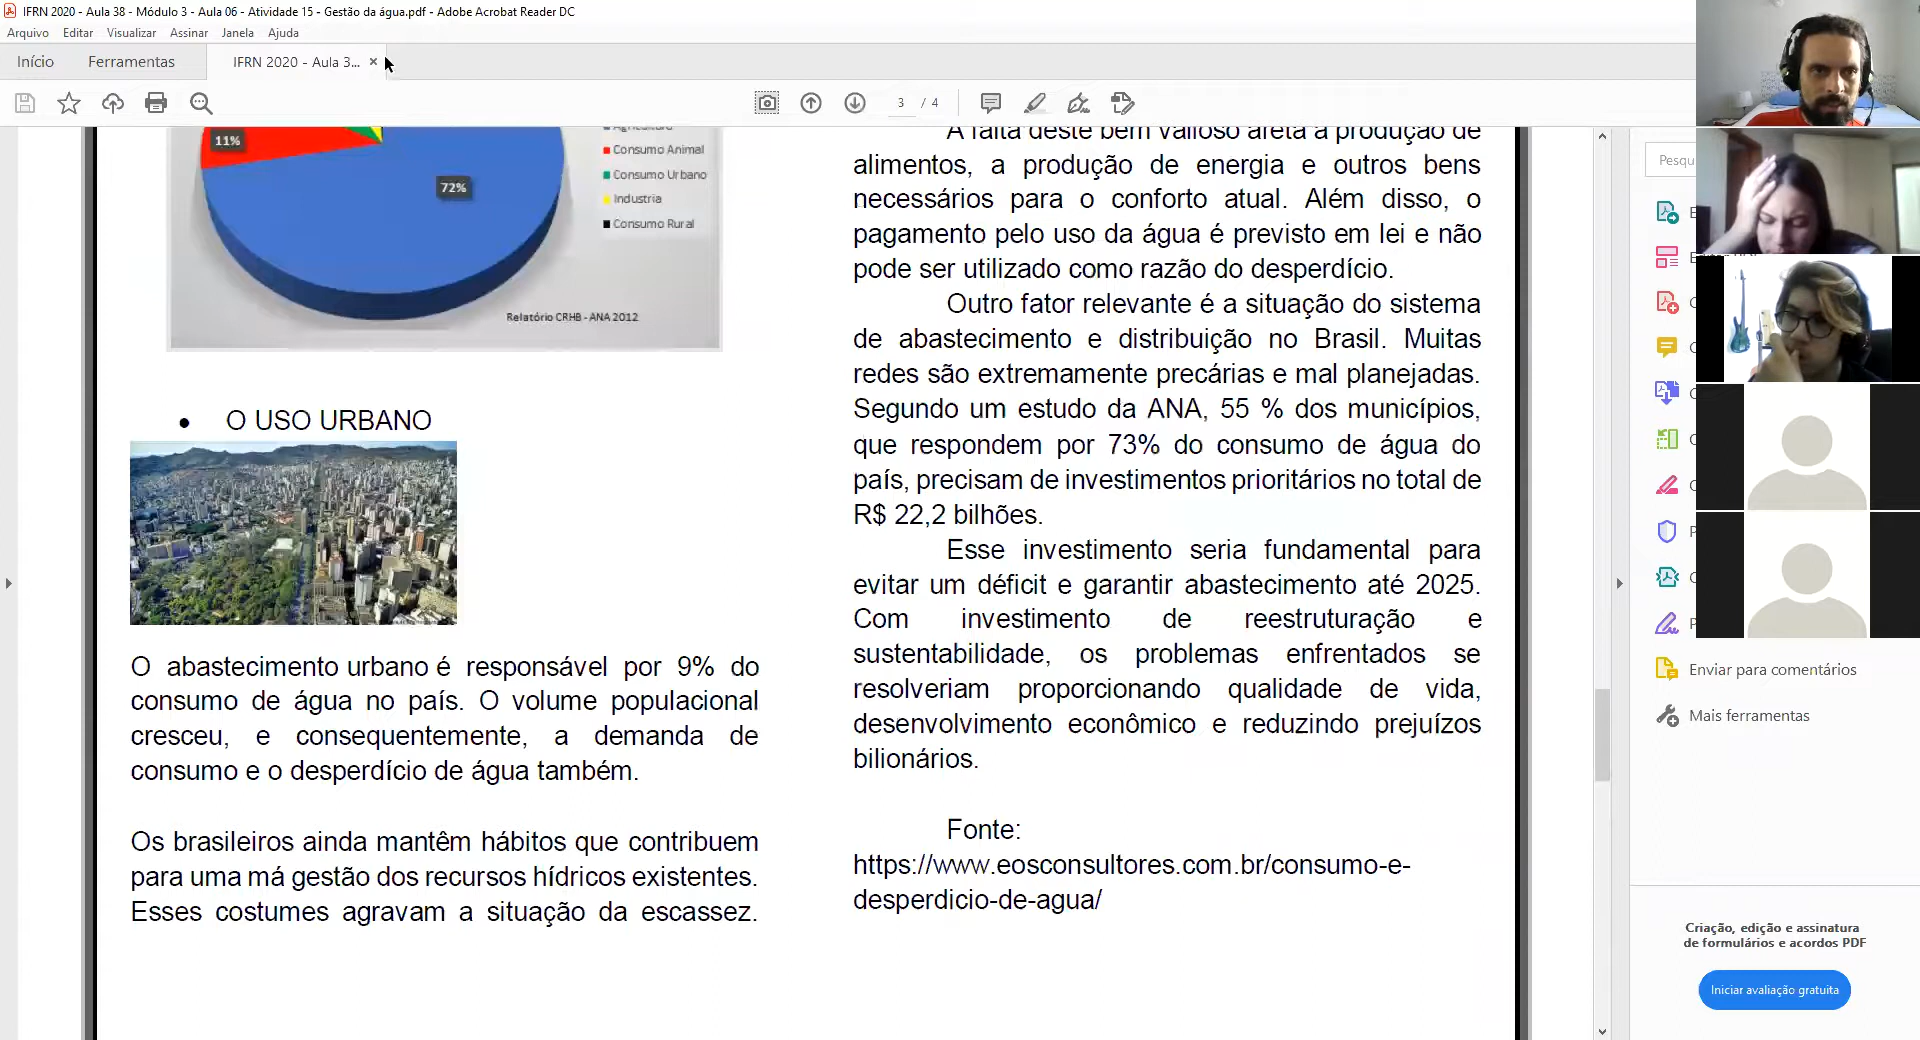 IFRN 2020 - Aula 38 - Módulo 3 - Aula 06 - Atividade 15 - Gestão da água.pdf - Adobe Acrobat Reader DC
Arquivo Editar Visualizar Assinar Janela Ajuda
Início Ferramentas IFRN 2020 - Aula 3... ×
3 / 4
Pesqu
11%
72%
Agricultura
Consumo Animal
Consumo Urbano
Industria
Consumo Rural
Relatório CRHB - ANA 2012
• O USO URBANO
O abastecimento urbano é responsável por 9% do
consumo de água no país. O volume populacional
cresceu, e consequentemente, a demanda de
consumo e o desperdício de água também.
Os brasileiros ainda mantêm hábitos que contribuem
para uma má gestão dos recursos hídricos existentes.
Esses costumes agravam a situação da escassez.
A falta deste bem valioso afeta a produção de
alimentos, a produção de energia e outros bens
necessários para o conforto atual. Além disso, o
pagamento pelo uso da água é previsto em lei e não
pode ser utilizado como razão do desperdício.
Outro fator relevante é a situação do sistema
de abastecimento e distribuição no Brasil. Muitas
redes são extremamente precárias e mal planejadas.
Segundo um estudo da ANA, 55 % dos municípios,
que respondem por 73% do consumo de água do
país, precisam de investimentos prioritários no total de
R$ 22,2 bilhões.
Esse investimento seria fundamental para
evitar um déficit e garantir abastecimento até 2025.
Com investimento de reestruturação e
sustentabilidade, os problemas enfrentados se
resolveriam proporcionando qualidade de vida,
desenvolvimento econômico e reduzindo prejuízos
bilionários.
Fonte:
https://www.eosconsultores.com.br/consumo-e-
desperdicio-de-agua/
Enviar para comentários
Mais ferramentas
Criação, edição e assinatura
de formulários e acordos PDF
Iniciar avaliação gratuita